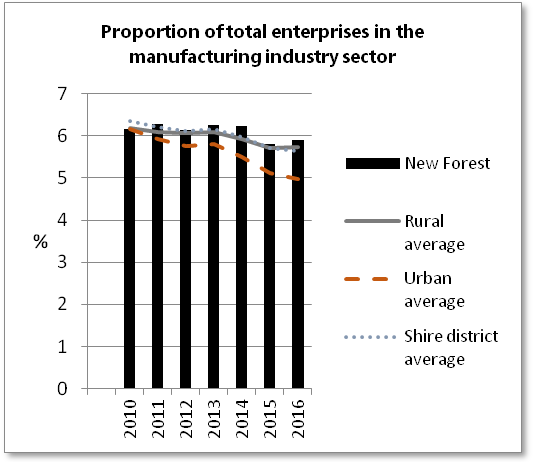 Proportion of total enterprises in the
manufacturing industry sector
7
6
5
4
3
2
1
0
%
2010
2011
2012
2013
2014
2015
2016
New Forest
Rural
average
Urban
average
Shire district
average